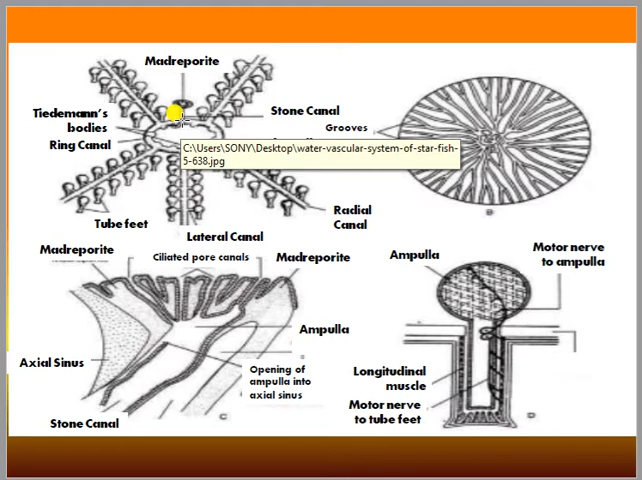 Madreporite
Tiedemann's
bodies
Ring Canal
Stone Canal
Grooves
C:\Users\SONY\Desktop\water-vascular-system-of-star-fish-
5-638.jpg
Tube feet
Lateral Canal
Radial
Canal
B
Madreporite
Ciliated pore canals
Madreporite
Ampulla
Axial Sinus
Opening of
ampulla into
axial sinus
Stone Canal
C
Ampulla
Motor nerve
to ampulla
Longitudinal
muscle
Motor nerve
to tube feet
D